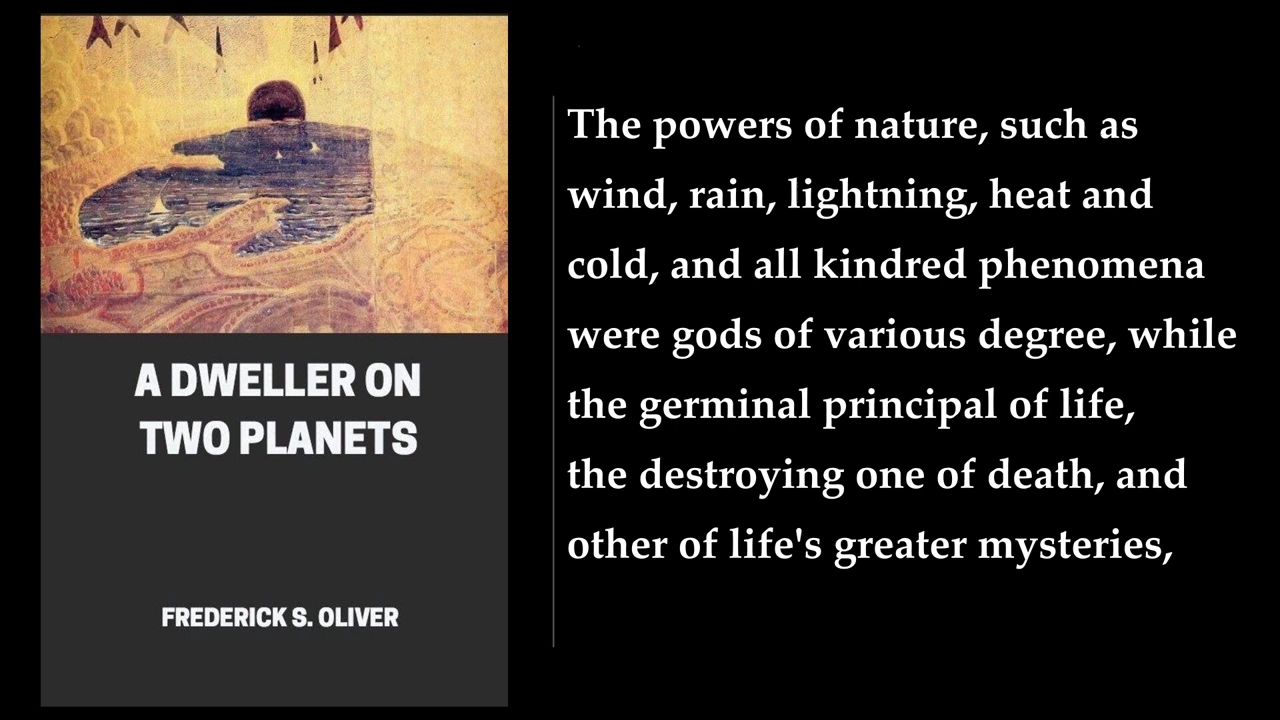 A DWELLER ON
TWO PLANETS
FREDERICK S. OLIVER
The powers of nature, such as
wind, rain, lightning, heat and
cold, and all kindred phenomena
were gods of various degree, while
the germinal principal of life,
the destroying one of death, and
other of life's greater mysteries,